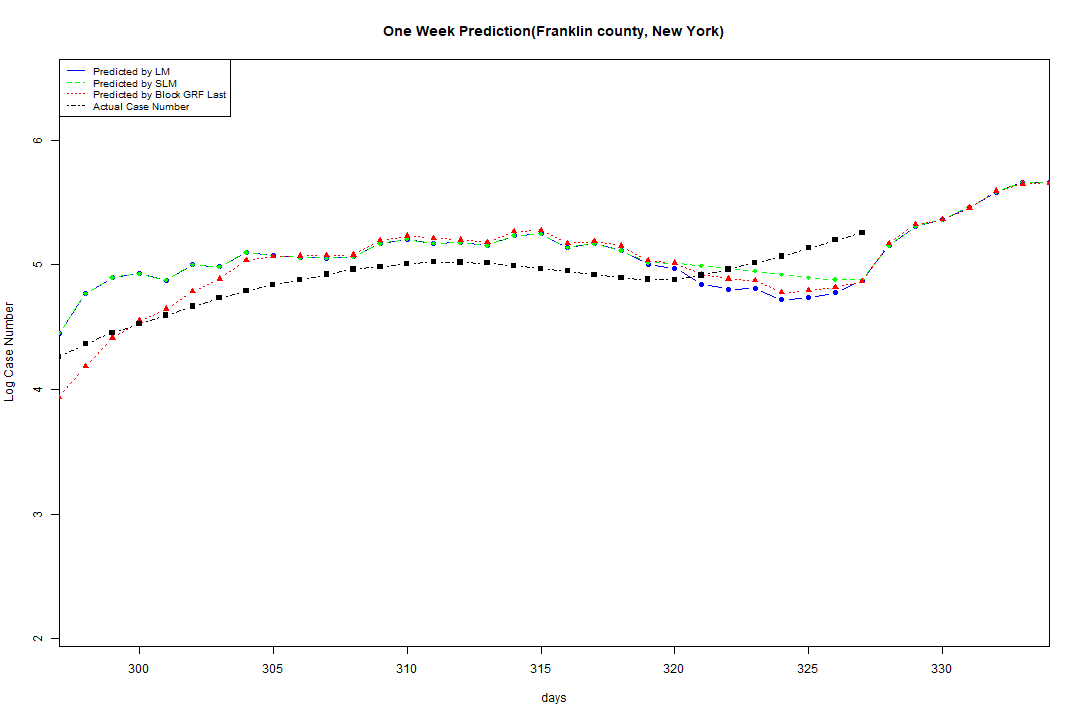 One Week Prediction(Franklin county, New York)
Predicted by LM
Predicted by SLM
Predicted by Block GRF Last
Actual Case Number
Log Case Number
6
5
4
3
2
300 305 310 315 320 325 330
days